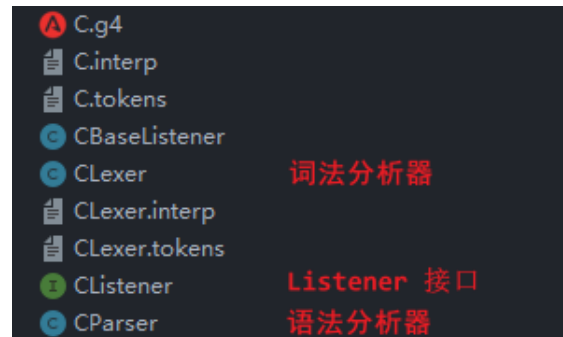 C.g4
C.interp
C.tokens
CBaseListener
CLexer 词法分析器
CLexer.interp
CLexer.tokens
CListener Listener 接口
CParser 语法分析器